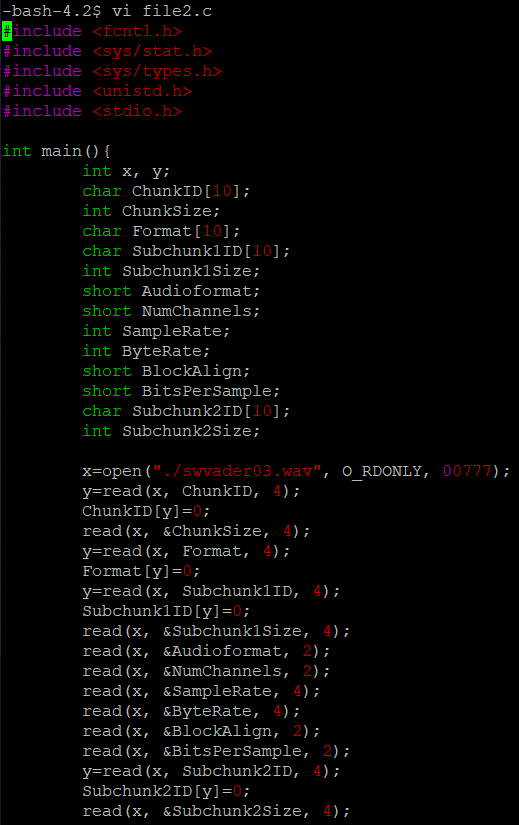 -bash-4.2$ vi file2.c
#include <fcntl.h>
#include <sys/stat.h>
#include <sys/types.h>
#include <unistd.h>
#include <stdio.h>

int main(){
        int x, y;
        char ChunkID[10];
        int ChunkSize;
        char Format[10];
        char Subchunk1ID[10];
        int Subchunk1Size;
        short Audioformat;
        short NumChannels;
        int SampleRate;
        int ByteRate;
        short BlockAlign;
        short BitsPerSample;
        char Subchunk2ID[10];
        int Subchunk2Size;

        x=open("./swvader03.wav", O_RDONLY, 00777);
        y=read(x, ChunkID, 4);
        ChunkID[y]=0;
        read(x, &ChunkSize, 4);
        y=read(x, Format, 4);
        Format[y]=0;
        y=read(x, Subchunk1ID, 4);
        Subchunk1ID[y]=0;
        read(x, &Subchunk1Size, 4);
        read(x, &Audioformat, 2);
        read(x, &NumChannels, 2);
        read(x, &SampleRate, 4);
        read(x, &ByteRate, 4);
        read(x, &BlockAlign, 2);
        read(x, &BitsPerSample, 2);
        y=read(x, Subchunk2ID, 4);
        Subchunk2ID[y]=0;
        read(x, &Subchunk2Size, 4);